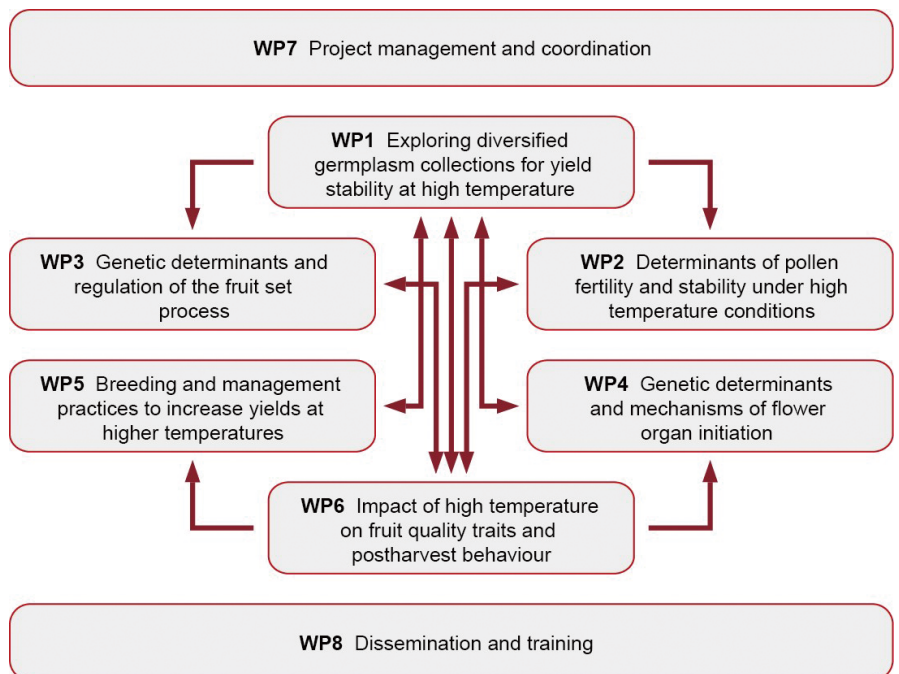 WP7 Project management and coordination
WP1 Exploring diversified
germplasm collections for yield
stability at high temperature
WP3 Genetic determinants and
regulation of the fruit set
process
WP2 Determinants of pollen
fertility and stability under high
temperature conditions
WP5 Breeding and management
practices to increase yields at
higher temperatures
WP4 Genetic determinants
and mechanisms of flower
organ initiation
WP6 Impact of high temperature
on fruit quality traits and
postharvest behaviour
WP8 Dissemination and training